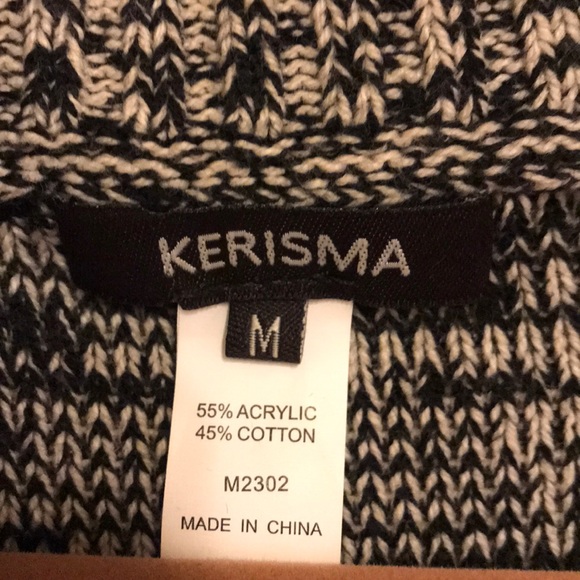 KERISMA
M
55% ACRYLIC
45% COTTON
M2302
MADE IN CHINA